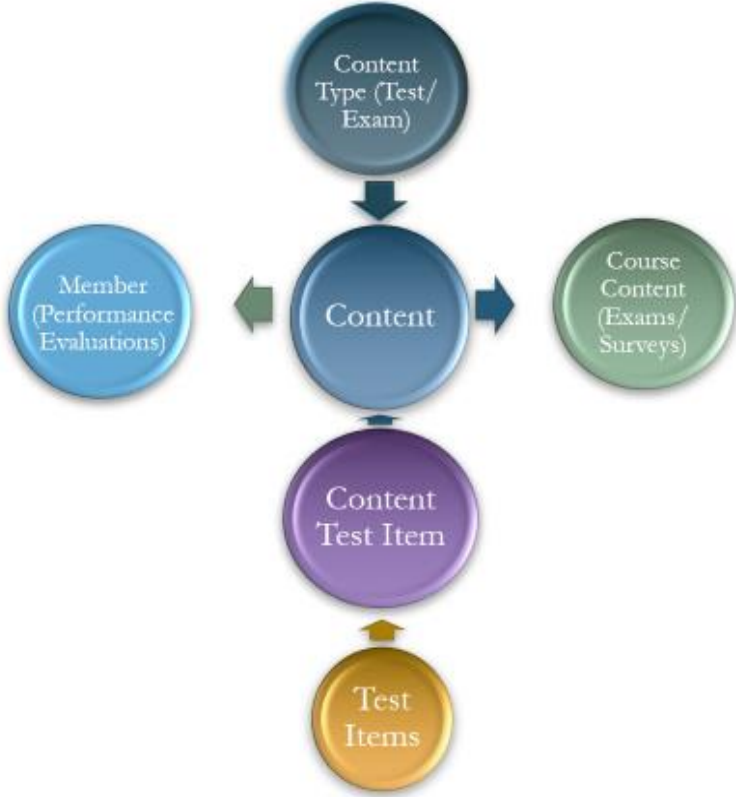 Content
Type (Test/
Exam)
Member
(Performance
Evaluations)
Content
Course
Content
(Exams/
Surveys)
Content
Test Item
Test
Items